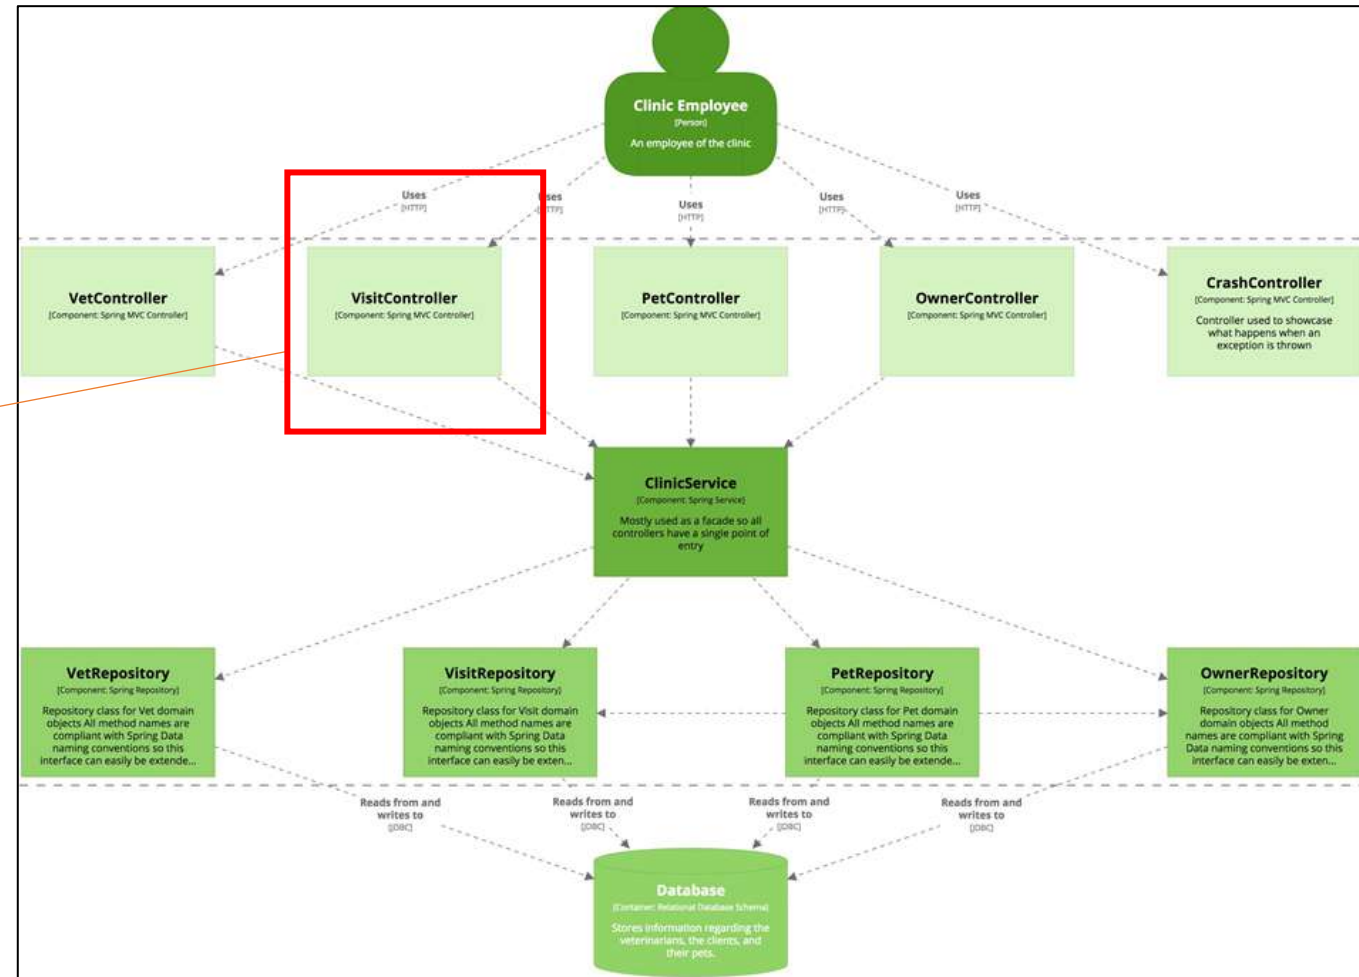 Clinic Employee
[Person]
An employee of the clinic
Uses
[HTTP]
Uses
[HTTP]
Uses
[HTTP]
Uses
[HTTP]
Uses
[HTTP]
VetController
[Component: Spring MVC Controller]
VisitController
[Component: Spring MVC Controller]
PetController
[Component: Spring MVC Controller]
OwnerController
[Component: Spring MVC Controller]
CrashController
[Component: Spring MVC Controller]
Controller used to showcase
what happens when an
exception is thrown
ClinicService
[Component: Spring Service]
Mostly used as a facade so all
controllers have a single point of
entry
VetRepository
[Component: Spring Repository]
Repository class for Vet domain
objects All method names are
compliant with Spring Data
naming conventions so this
interface can easily be extende...
VisitRepository
[Component: Spring Repository]
Repository class for Visit domain
objects All method names are
compliant with Spring Data
naming conventions so this
interface can easily be exten...
PetRepository
[Component: Spring Repository]
Repository class for Pet domain
objects All method names are
compliant with Spring Data
naming conventions so this
interface can easily be extende...
OwnerRepository
[Component: Spring Repository]
Repository class for Owner
domain objects All method
names are compliant with Spring
Data naming conventions so this
interface can easily be exten...
Reads from and
writes to
[JDBC]
Reads from and
writes to
[JDBC]
Reads from and
writes to
[JDBC]
Reads from and
writes to
[JDBC]
Database
[Container: Relational Database Schema]
Stores information regarding the
veterinarians, the clients, and
their pets.